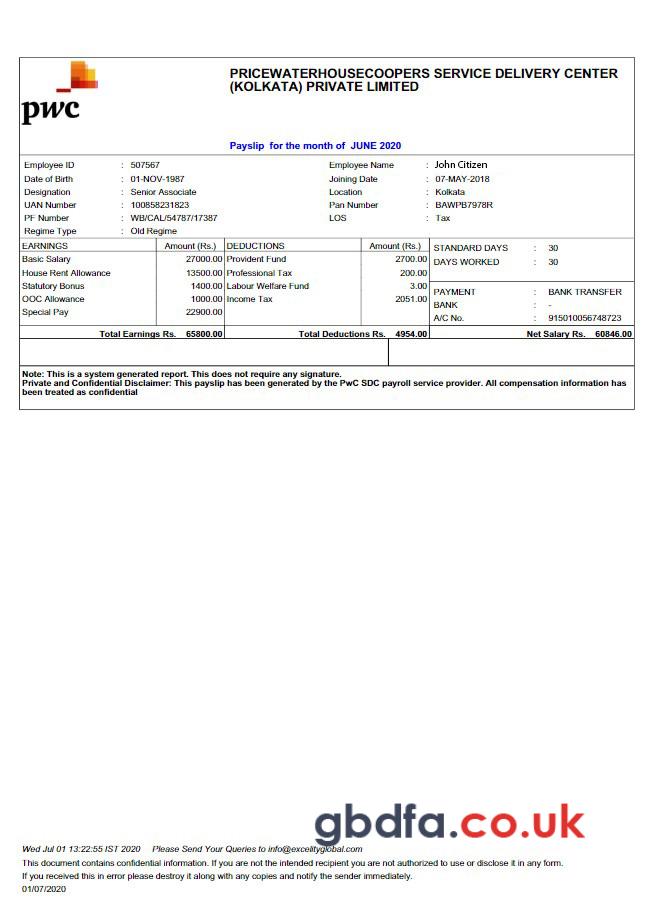 pwc
PRICEWATERHOUSECOOPERS SERVICE DELIVERY CENTER
(KOLKATA) PRIVATE LIMITED
Payslip for the month of JUNE 2020
Employee ID : 507567 Employee Name : John Citizen
Date of Birth : 01-NOV-1987 Joining Date : 07-MAY-2018
Designation : Senior Associate Location : Kolkata
UAN Number : 100858231823 Pan Number : BAWPB7978R
PF Number : WB/CAL/54787/17387 LOS : Tax
Regime Type : Old Regime
EARNINGS Amount (Rs.) DEDUCTIONS Amount (Rs.) STANDARD DAYS : 30
Basic Salary 27000.00 Provident Fund 2700.00 DAYS WORKED : 30
House Rent Allowance 13500.00 Professional Tax 200.00
Statutory Bonus 1400.00 Labour Welfare Fund 3.00 PAYMENT : BANK TRANSFER
OOC Allowance 1000.00 Income Tax 2051.00 BANK : -
Special Pay 22900.00 A/C No. : 915010056748723
Total Earnings Rs. 65800.00 Total Deductions Rs. 4954.00 Net Salary Rs. 60846.00
Note: This is a system generated report. This does not require any signature.
Private and Confidential Disclaimer: This payslip has been generated by the PwC SDC payroll service provider. All compensation information has
been treated as confidential
gbdfa.co.uk
Wed Jul 01 13:22:55 IST 2020 Please Send Your Queries to info@excelityglobal.com
This document contains confidential information. If you are not the intended recipient you are not authorized to use or disclose it in any form.
If you received this in error please destroy it along with any copies and notify the sender immediately.
01/07/2020